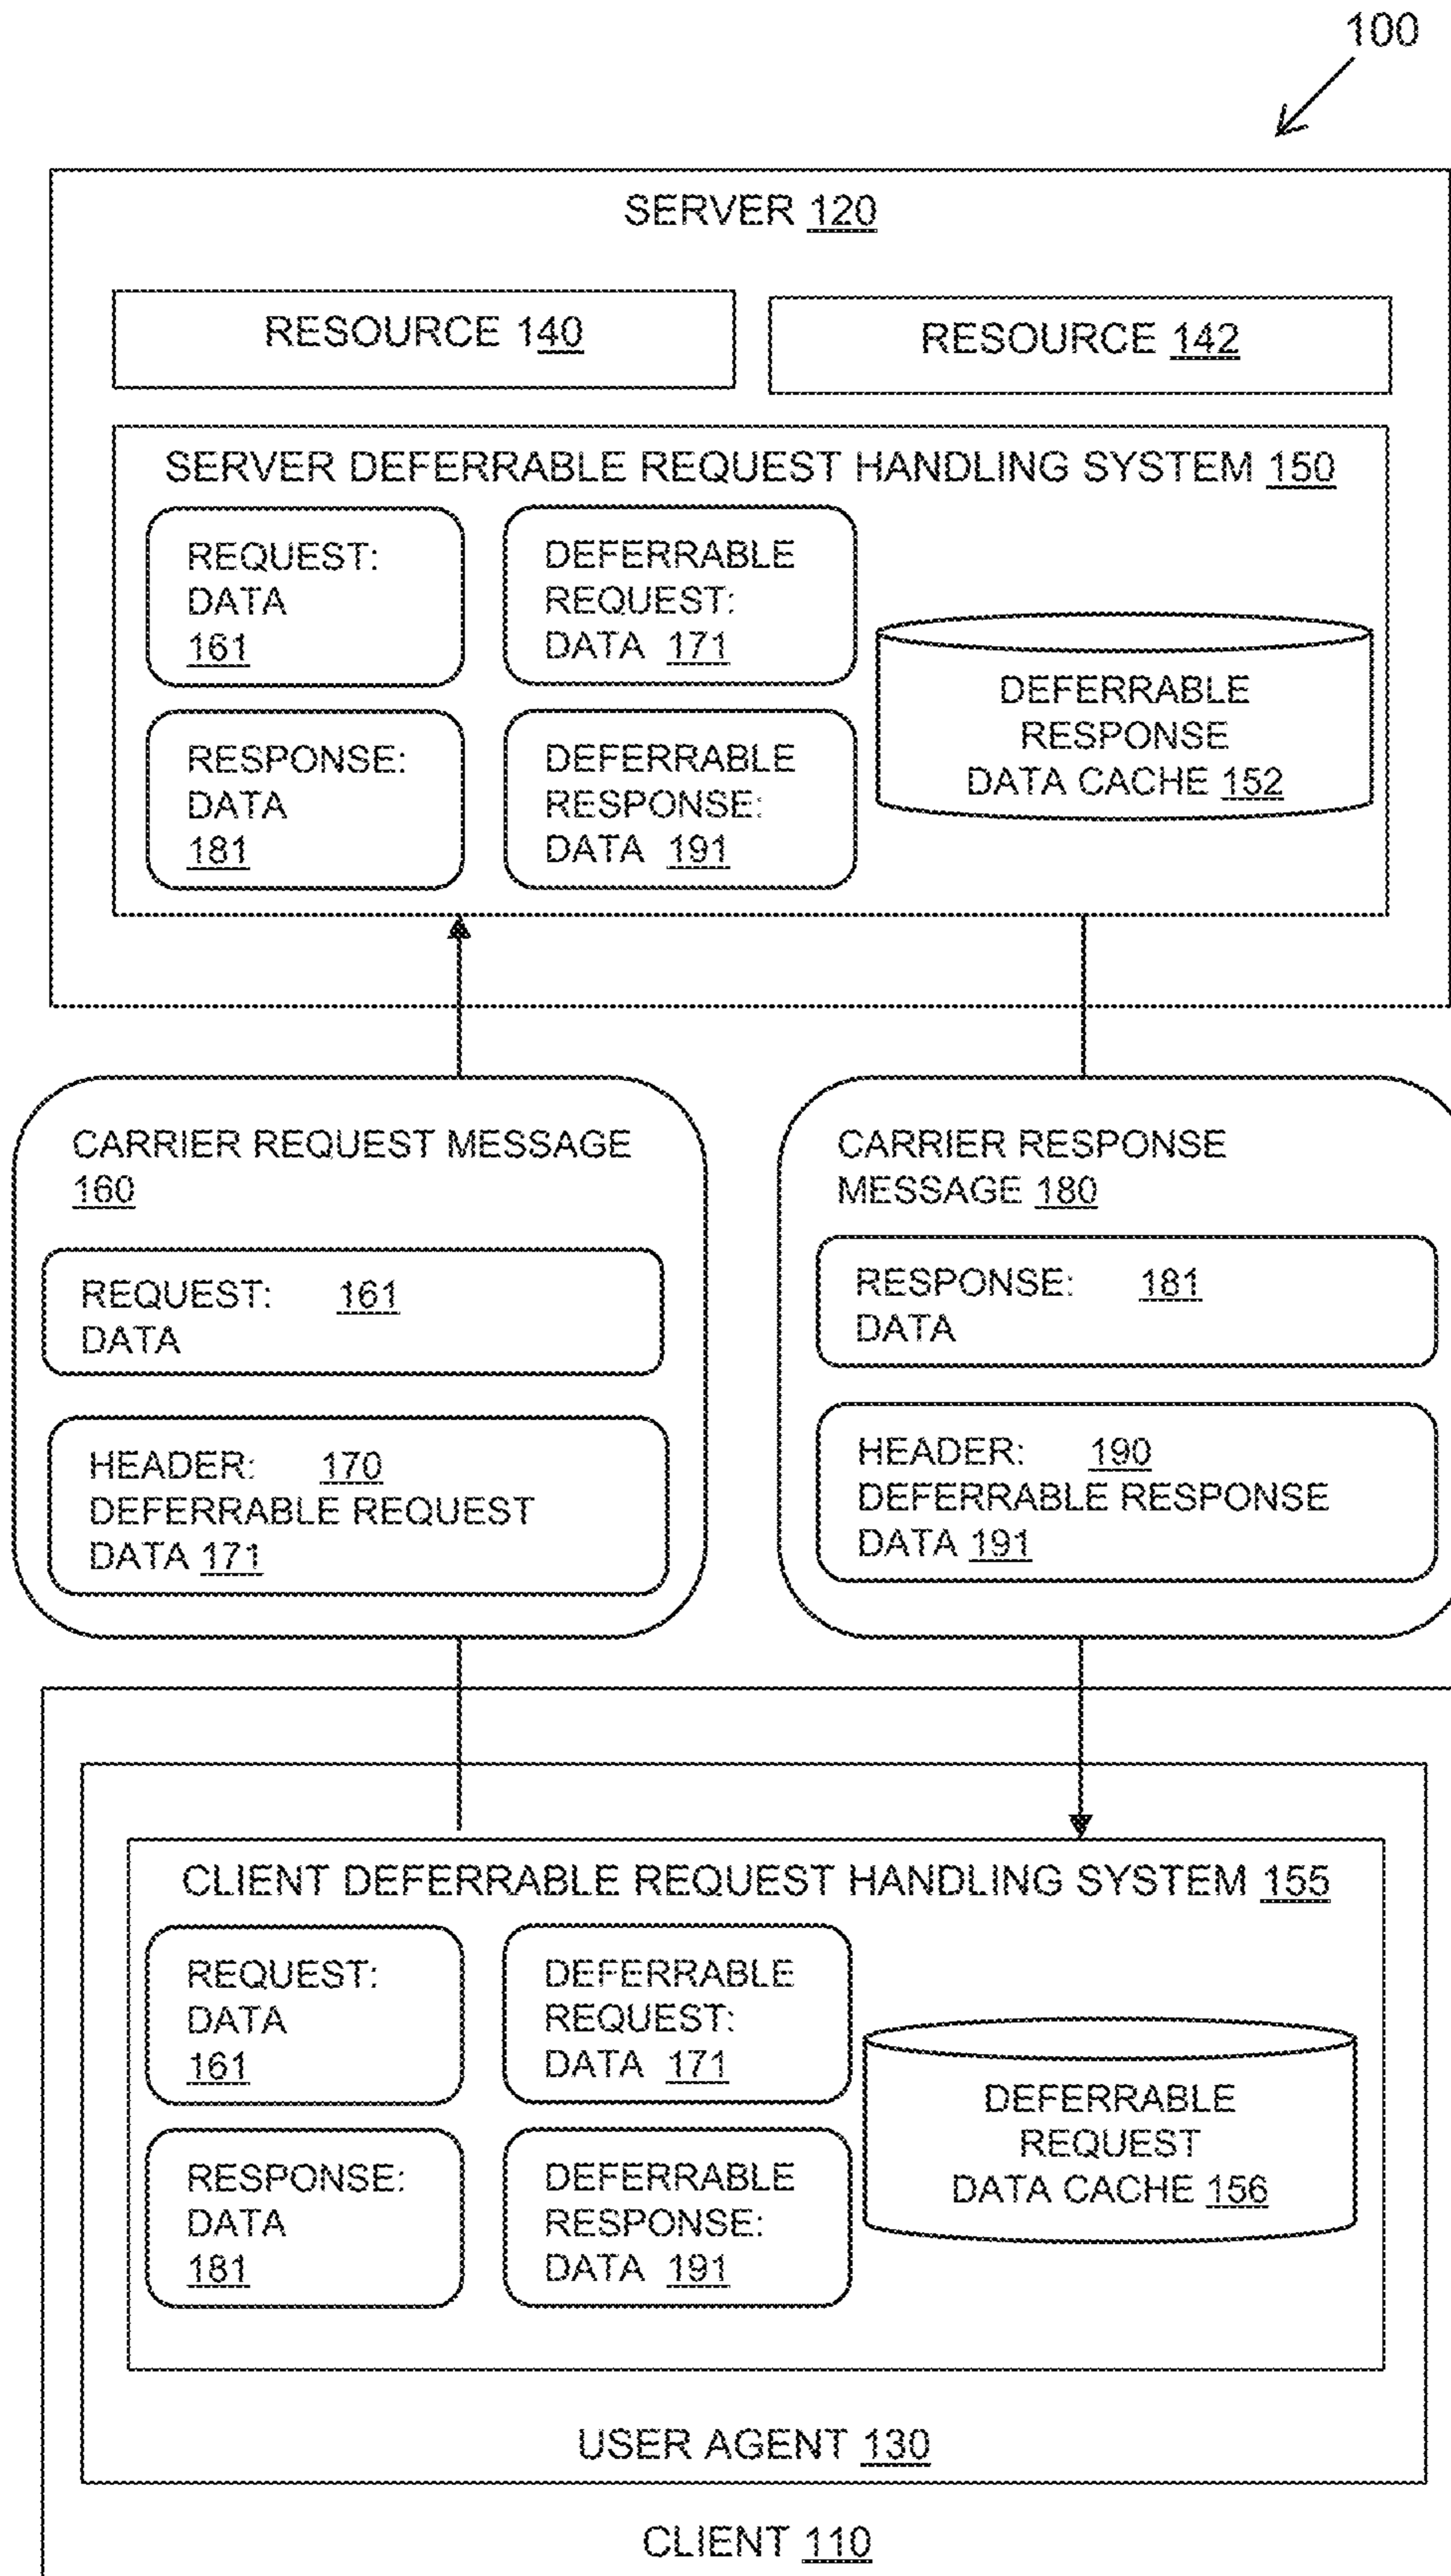 100
SERVER 120
RESOURCE 140
RESOURCE 142
SERVER DEFERRABLE REQUEST HANDLING SYSTEM 150
REQUEST:
DATA
161
DEFERRABLE
REQUEST:
DATA 171
RESPONSE:
DATA
181
DEFERRABLE
RESPONSE:
DATA 191
DEFERRABLE
RESPONSE
DATA CACHE 152
CARRIER REQUEST MESSAGE
160
REQUEST: 161
DATA
HEADER: 170
DEFERRABLE REQUEST
DATA 171
CARRIER RESPONSE
MESSAGE 180
RESPONSE: 181
DATA
HEADER: 190
DEFERRABLE RESPONSE
DATA 191
CLIENT DEFERRABLE REQUEST HANDLING SYSTEM 155
REQUEST:
DATA
161
DEFERRABLE
REQUEST:
DATA 171
RESPONSE:
DATA
181
DEFERRABLE
RESPONSE:
DATA 191
DEFERRABLE
REQUEST
DATA CACHE 156
USER AGENT 130
CLIENT 110